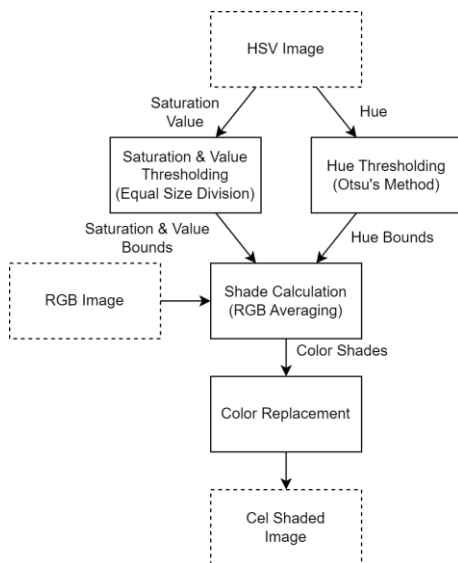 HSV Image
Saturation
Value
Hue
Saturation & Value
Thresholding
(Equal Size Division)
Hue Thresholding
(Otsu's Method)
Saturation & Value
Bounds
Hue Bounds
RGB Image
Shade Calculation
(RGB Averaging)
Color Shades
Color Replacement
Cel Shaded
Image